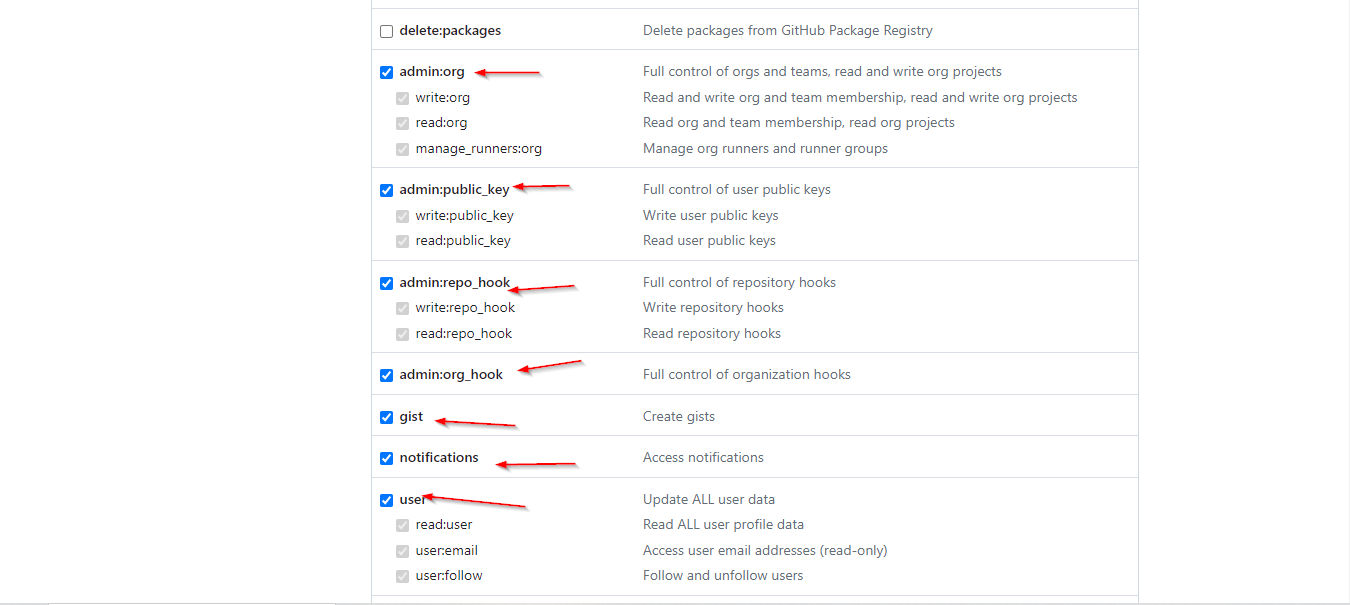 delete:packages Delete packages from GitHub Package Registry
admin:org Full control of orgs and teams, read and write org projects
write:org Read and write org and team membership, read and write org projects
read:org Read org and team membership, read org projects
manage_runners:org Manage org runners and runner groups
admin:public_key Full control of user public keys
write:public_key Write user public keys
read:public_key Read user public keys
admin:repo_hook Full control of repository hooks
write:repo_hook Write repository hooks
read:repo_hook Read repository hooks
admin:org_hook Full control of organization hooks
gist Create gists
notifications Access notifications
user Update ALL user data
read:user Read ALL user profile data
user:email Access user email addresses (read-only)
user:follow Follow and unfollow users